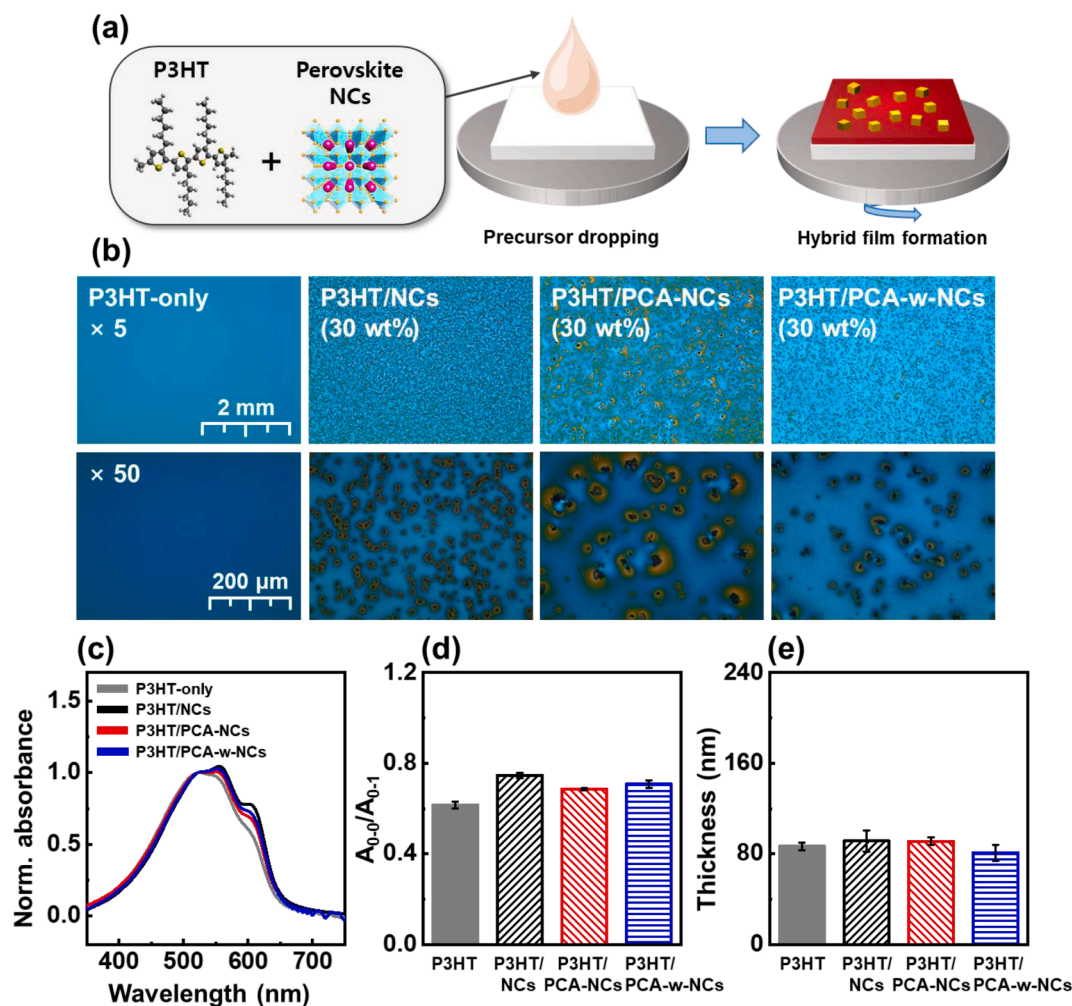 (a)
P3HT
Perovskite
NCs
+
Precursor dropping
Hybrid film formation
(b)
P3HT-only
× 5
2 mm
P3HT/NCs
(30 wt%)
P3HT/PCA-NCs
(30 wt%)
P3HT/PCA-w-NCs
(30 wt%)
× 50
200 µm
(c)
Norm. absorbance
1.5
1.0
0.5
0.0
P3HT-only
P3HT/NCs
P3HT/PCA-NCs
P3HT/PCA-w-NCs
400 500 600 700
Wavelength (nm)
(d)
A0-0/A0-1
1.2
0.8
0.4
0.0
P3HT
P3HT/
NCs
P3HT/
PCA-NCs
P3HT/
PCA-w-NCs
(e)
Thickness (nm)
240
160
80
0
P3HT
P3HT/
NCs
P3HT/
PCA-NCs
P3HT/
PCA-w-NCs